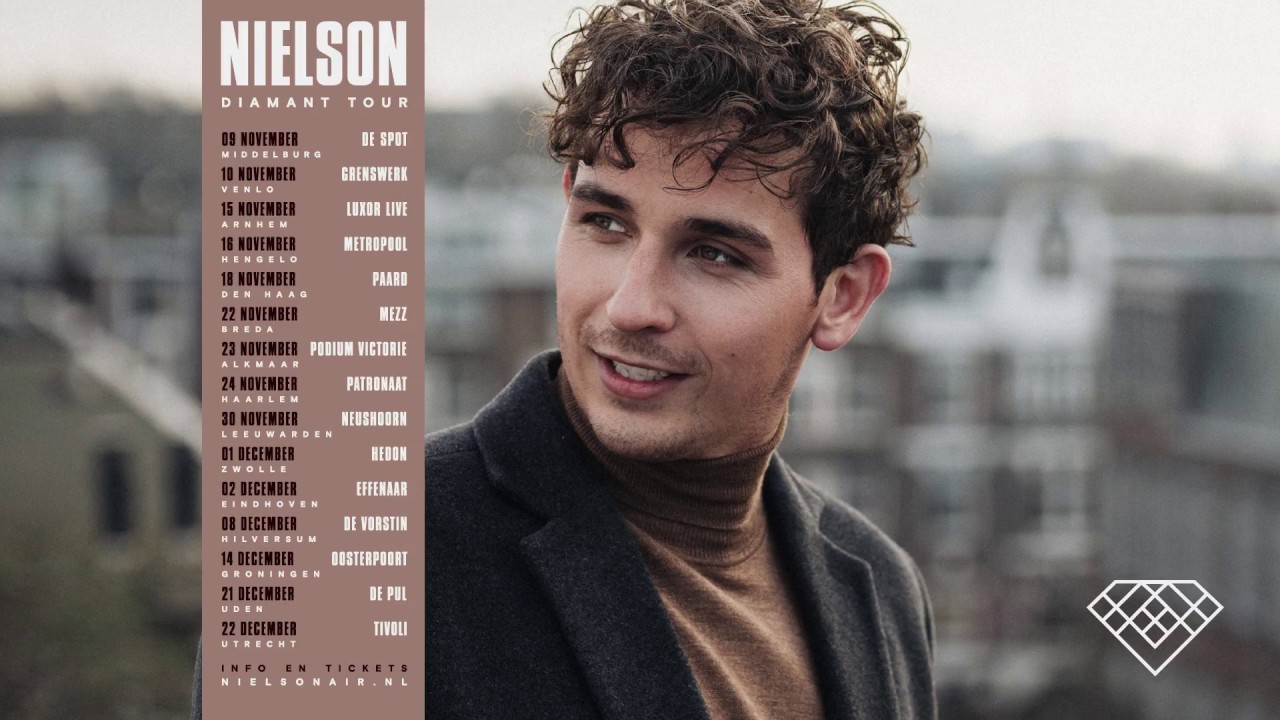 NIELSON
DIAMANT TOUR
09 NOVEMBER DE SPOT
MIDDELBURG
10 NOVEMBER GRENSWERK
VENLO
15 NOVEMBER LUXOR LIVE
ARNHEM
16 NOVEMBER METROPOOL
HENGELO
18 NOVEMBER PAARD
DEN HAAG
22 NOVEMBER MEZZ
BREDA
23 NOVEMBER PODIUM VICTORIE
ALKMAAR
24 NOVEMBER PATRONAAT
HAARLEM
30 NOVEMBER NEUSHOORN
LEEUWARDEN
01 DECEMBER HEDON
ZWOLLE
02 DECEMBER EFFENAAR
EINDHOVEN
08 DECEMBER DE VORSTIN
HILVERSUM
14 DECEMBER OOSTERPOORT
GRONINGEN
21 DECEMBER DE PUL
UDEN
22 DECEMBER TIVOLI
UTRECHT
INFO EN TICKETS
NIELSONAIR.NL